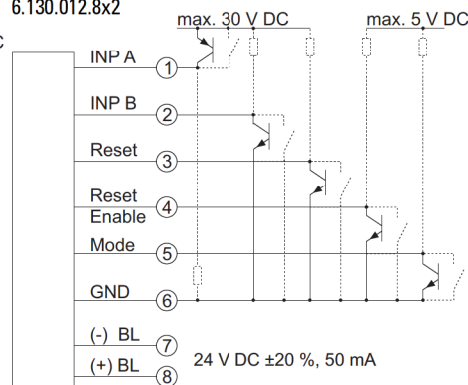 6.130.012.8x2
max. 30 V DC
max. 5 V DC
C
INP A
1
INP B
2
Reset
3
Reset
Enable
4
Mode
5
GND
6
(-) BL
7
24 V DC ±20 %, 50 mA
(+) BL
8